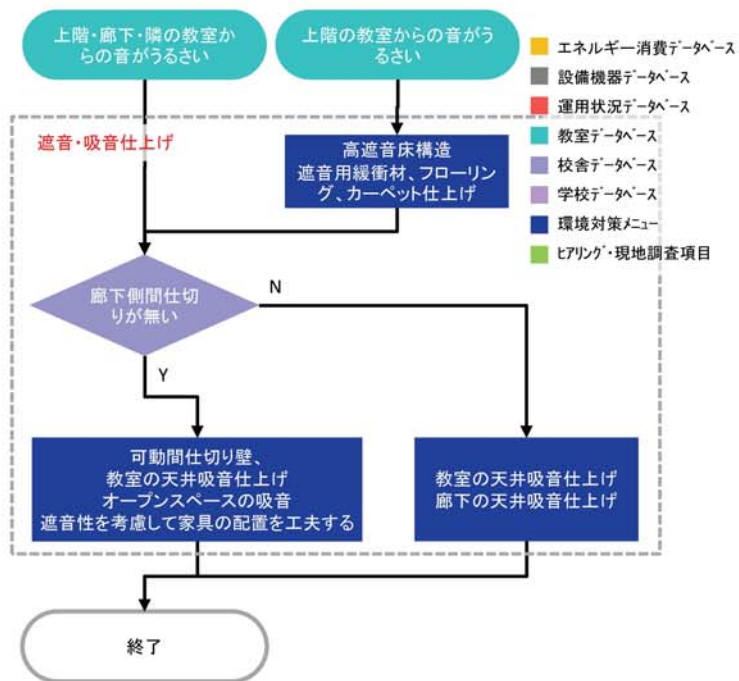 上階・廊下・隣の教室か
らの音がうるさい
上階の教室からの音がう
るさい
エネルギー消費データベース
設備機器データベース
運用状況データベース
教室データベース
校舎データベース
学校データベース
環境対策メニュー
ﾋｱﾘﾝｸﾞ・現地調査項目
遮音・吸音仕上げ
高遮音床構造
遮音用緩衝材、フローリン
グ、カーペット仕上げ
廊下側間仕切
りが無い
N
Y
可動間仕切り壁、
教室の天井吸音仕上げ
オープンスペースの吸音
遮音性を考慮して家具の配置を工夫する
教室の天井吸音仕上げ
廊下の天井吸音仕上げ
終了